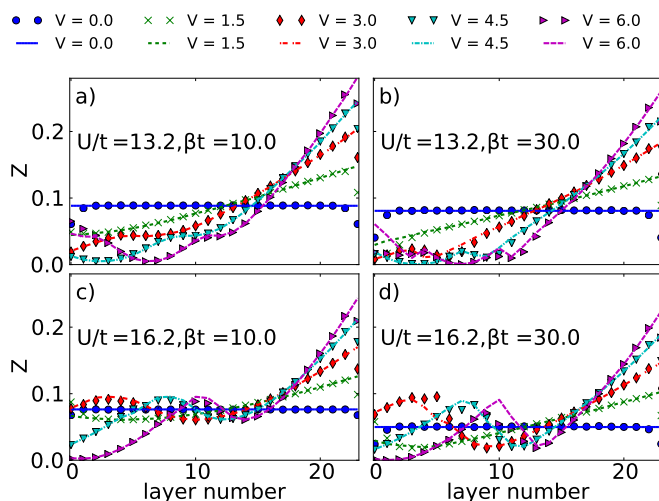 V = 0.0 V = 1.5 V = 3.0 V = 4.5 V = 6.0
V = 0.0 V = 1.5 V = 3.0 V = 4.5 V = 6.0
a) b)
U/t =13.2,βt = 10.0 U/t =13.2,βt = 30.0
Z
0.2
0.1
0.0
c) d)
U/t=16.2,βt = 10.0 U/t=16.2,βt = 30.0
Z
0.2
0.1
0.0
0 10 20 0 10 20
layer number layer number